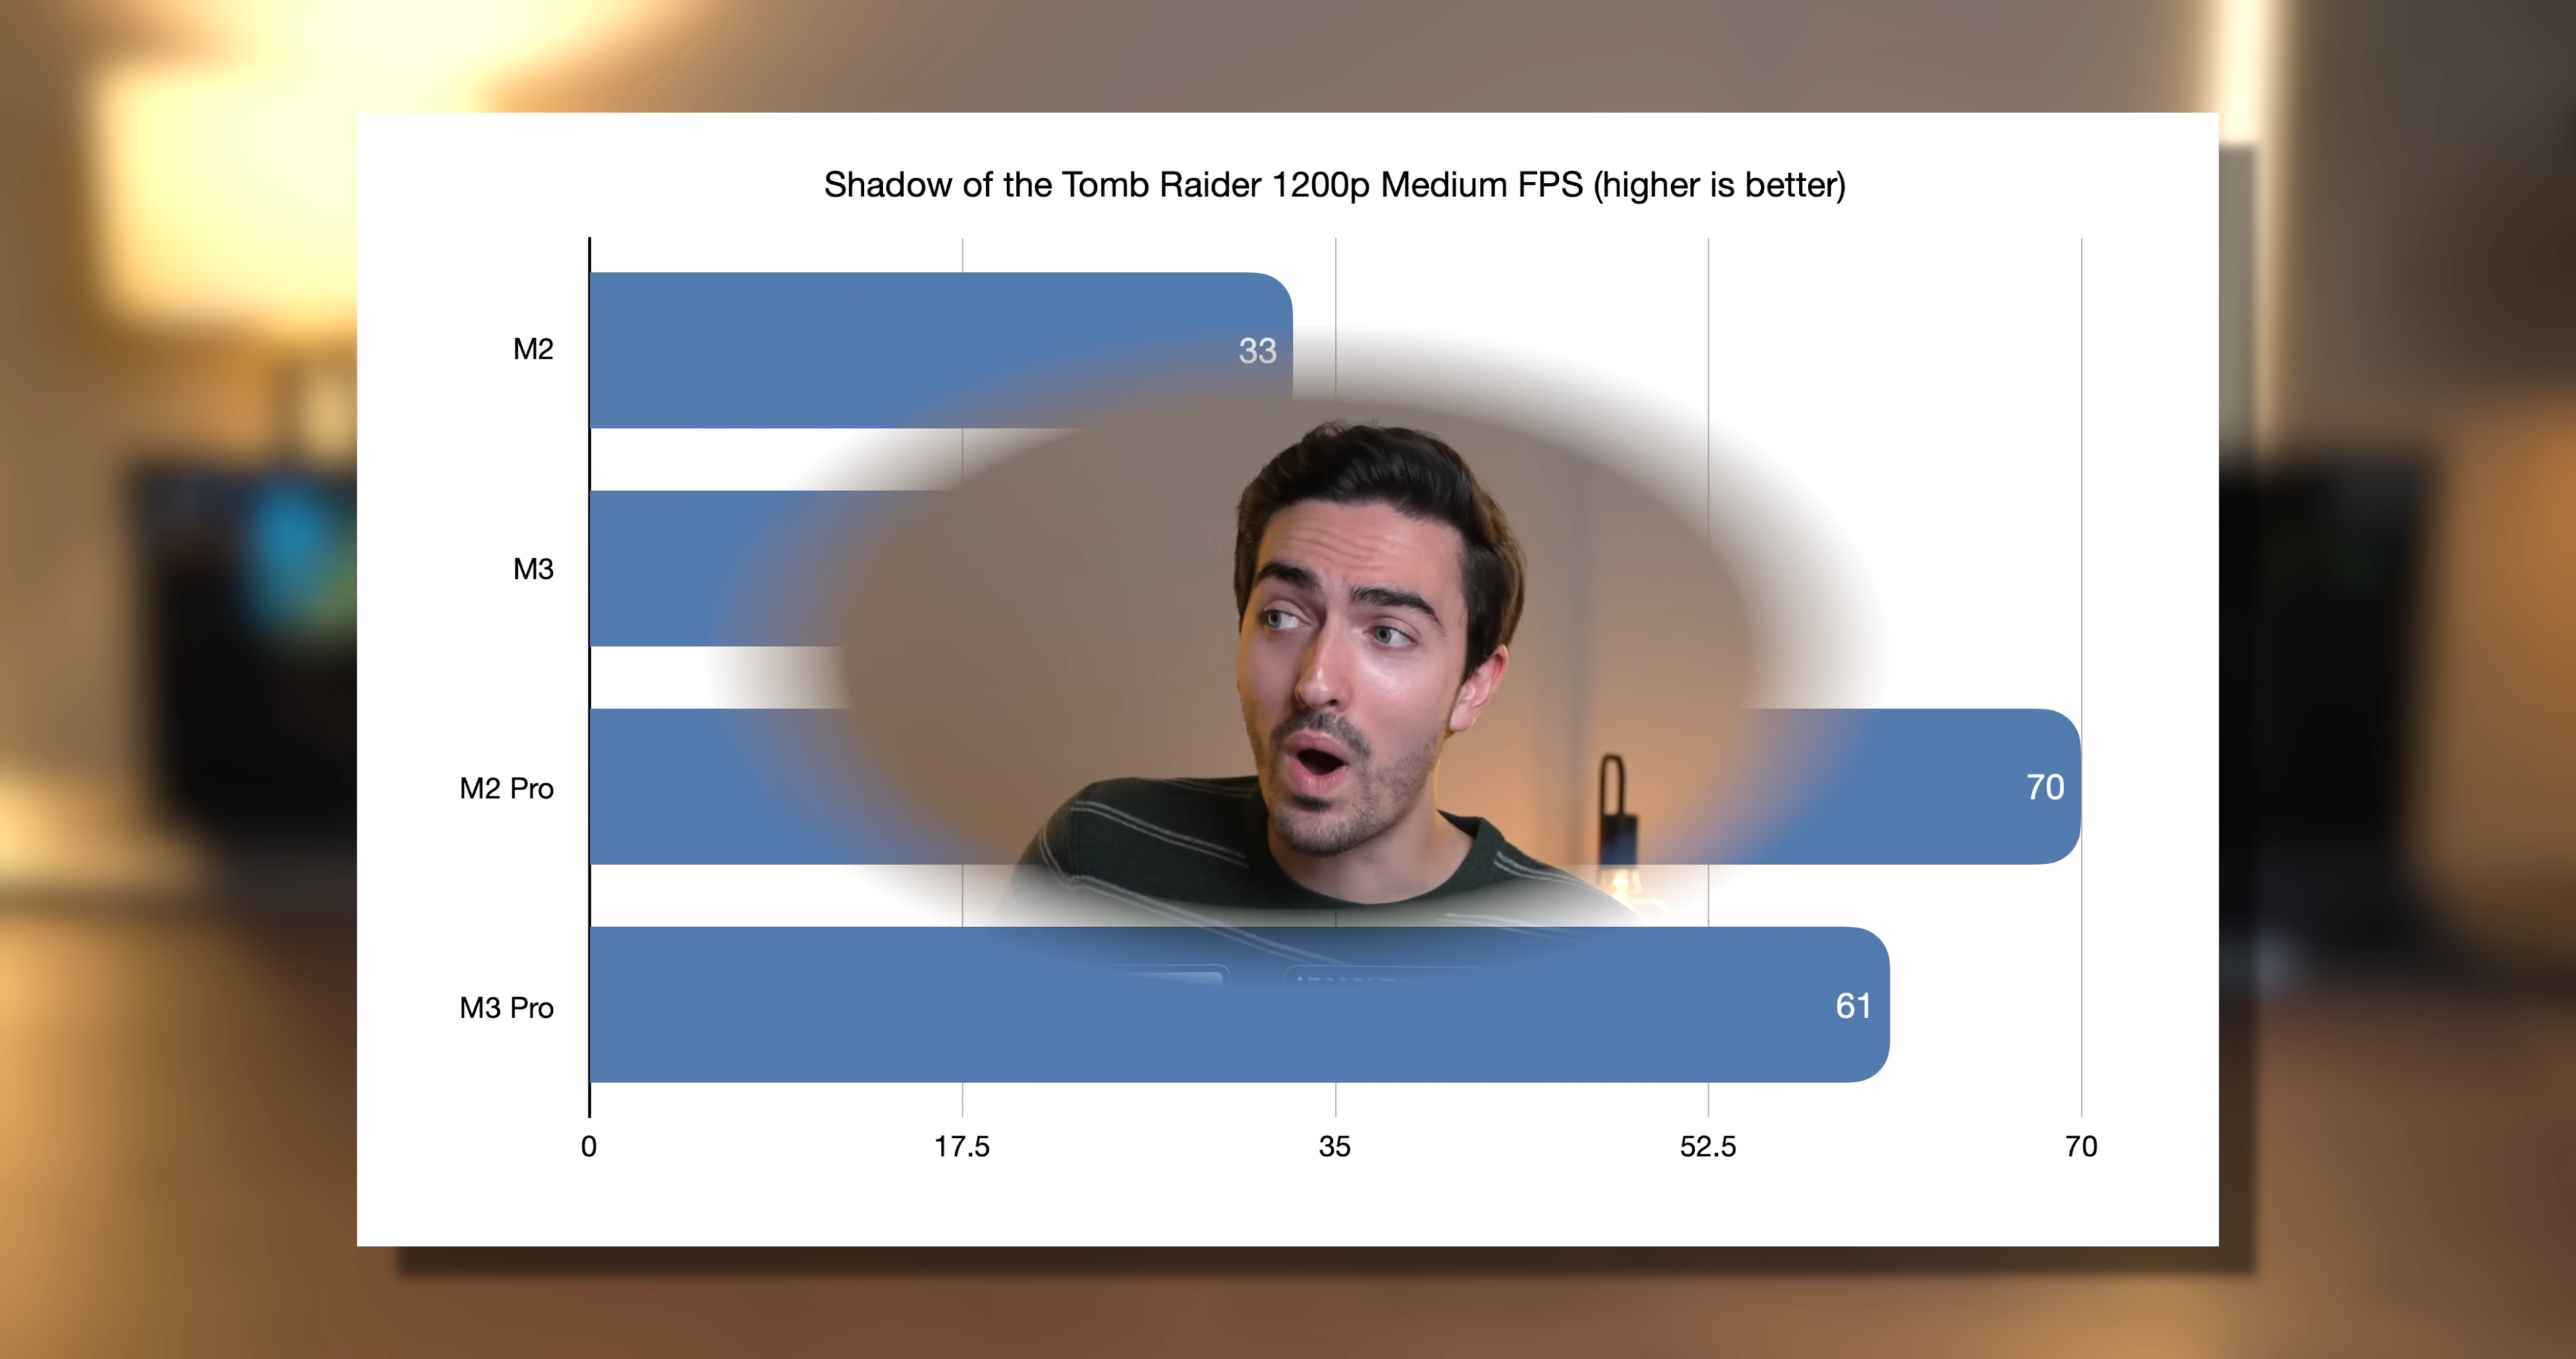 Shadow of the Tomb Raider 1200p Medium FPS (higher is better)
M2
33
M3
M2 Pro
70
M3 Pro
61
0 17.5 35 52.5 70